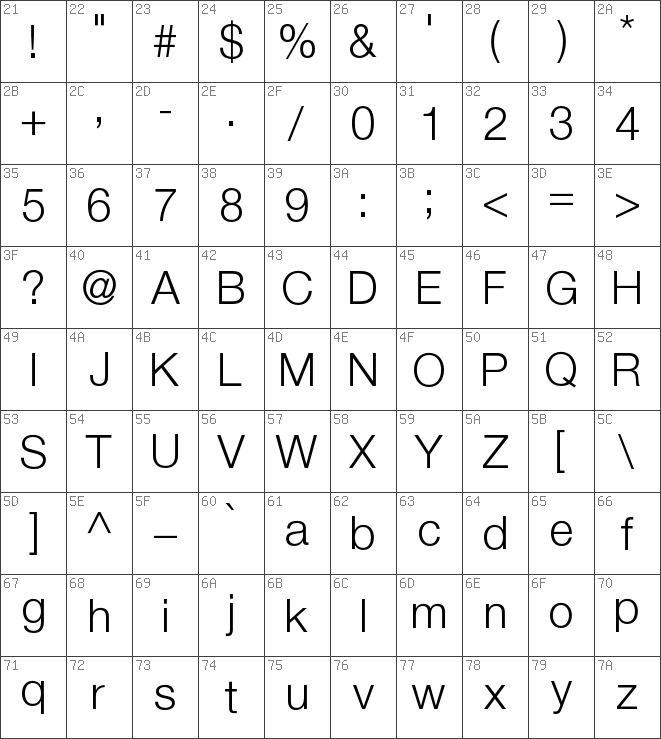 21 22 23 24 25 26 27 28 29 2A
! " # $ % & ' ( ) *
2B 2C 2D 2E 2F 30 31 32 33 34
+ , - . / 0 1 2 3 4
35 36 37 38 39 3A 3B 3C 3D 3E
5 6 7 8 9 : ; < = >
3F 40 41 42 43 44 45 46 47 48
? @ A B C D E F G H
49 4A 4B 4C 4D 4E 4F 50 51 52
I J K L M N O P Q R
53 54 55 56 57 58 59 5A 5B 5C
S T U V W X Y Z [ \
5D 5E 5F 60 61 62 63 64 65 66
] ^ _ ` a b c d e f
67 68 69 6A 6B 6C 6D 6E 6F 70
g h i j k l m n o p
71 72 73 74 75 76 77 78 79 7A
q r s t u v w x y z